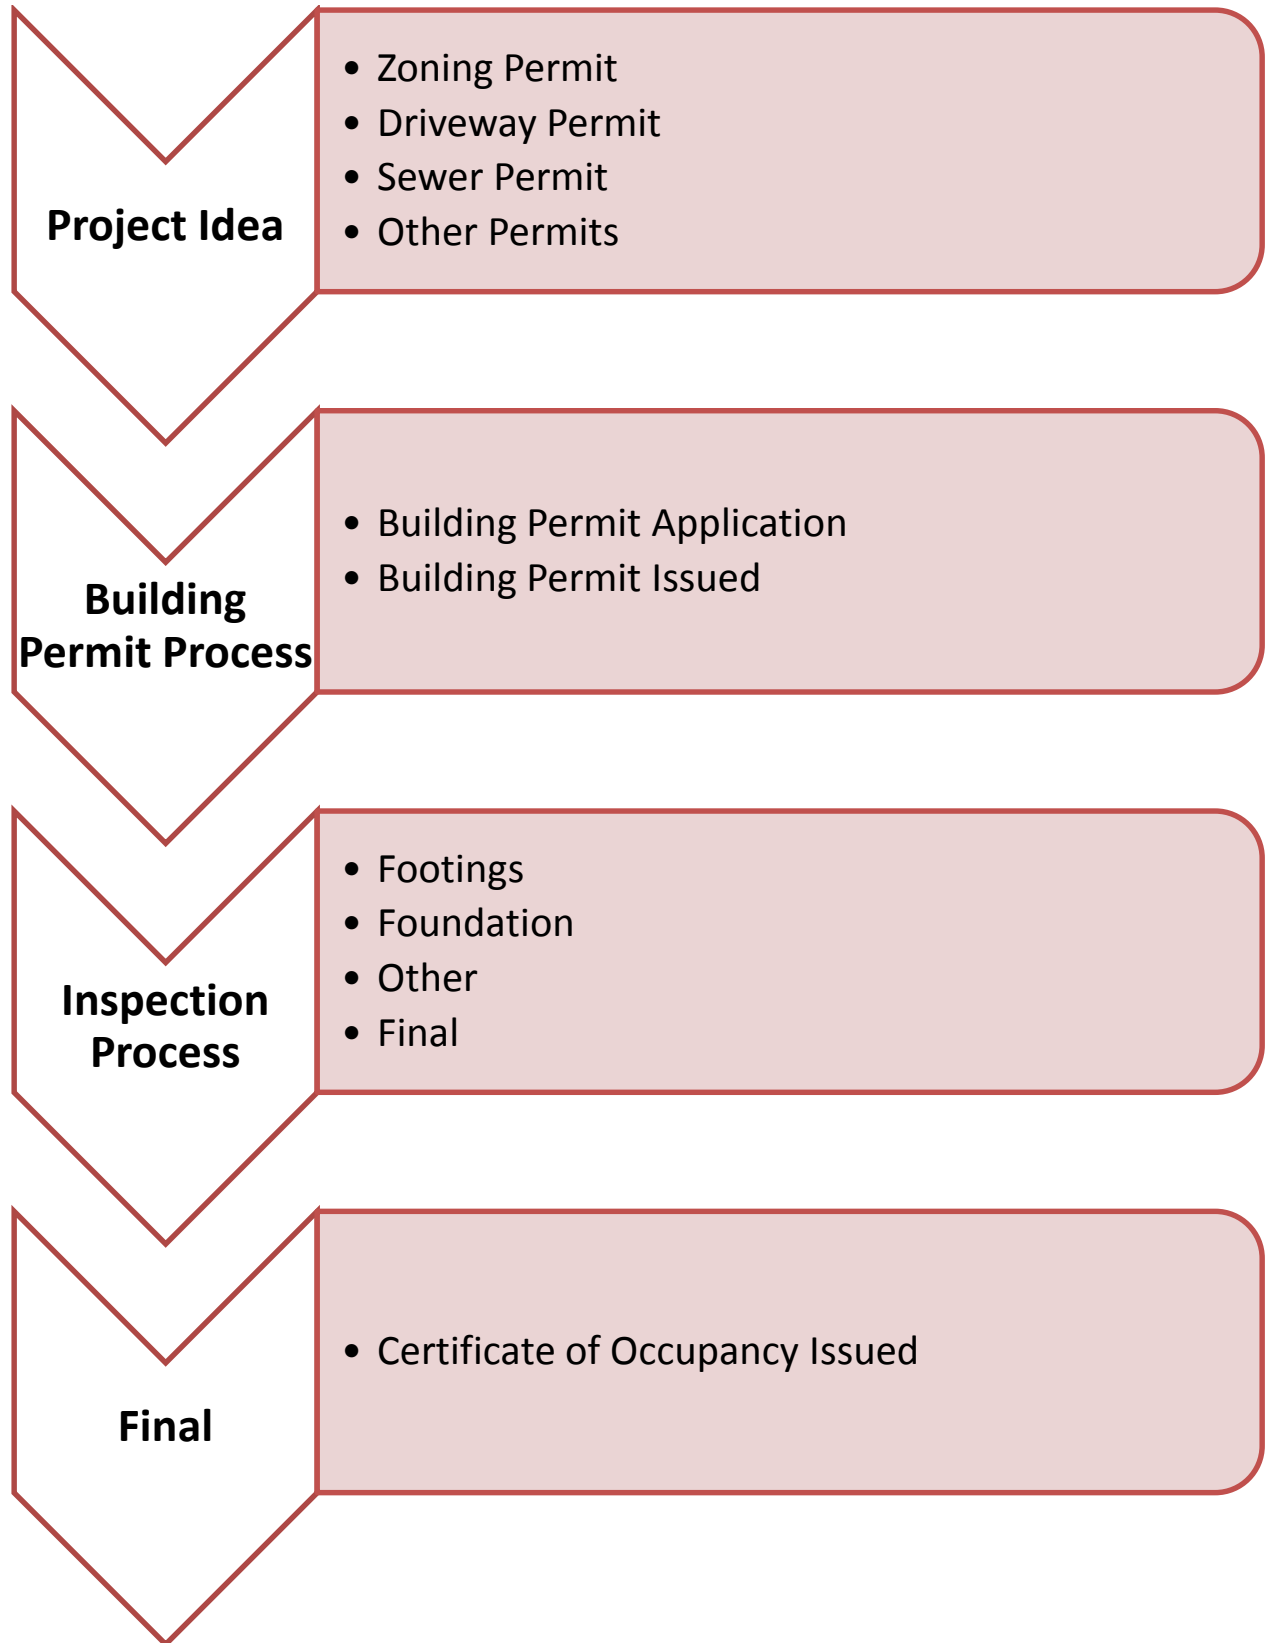 Project Idea
• Zoning Permit
• Driveway Permit
• Sewer Permit
• Other Permits
Building
Permit Process
• Building Permit Application
• Building Permit Issued
Inspection
Process
• Footings
• Foundation
• Other
• Final
Final
• Certificate of Occupancy Issued